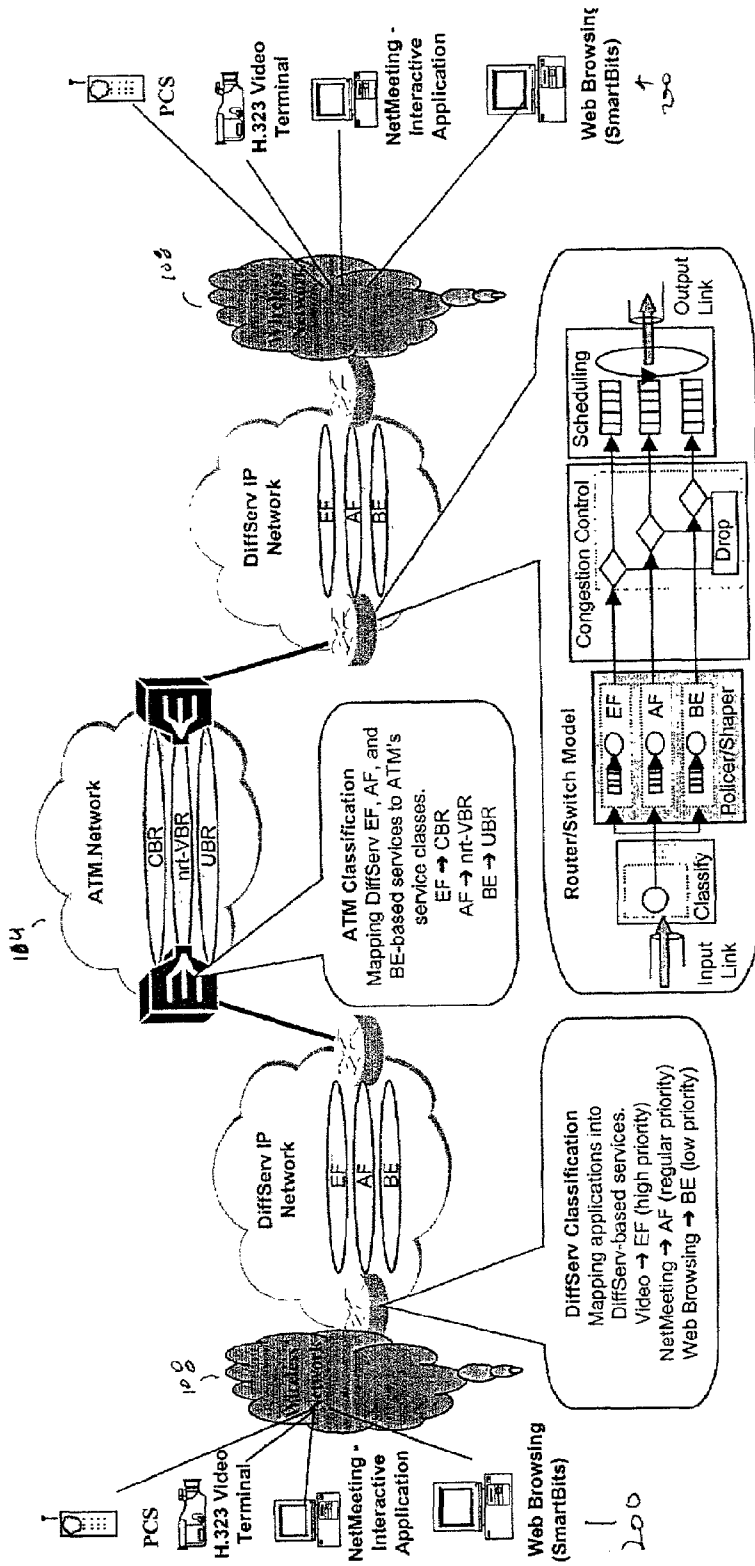 PCS
H.323 Video
Terminal
NetMeeting -
Interactive
Application
Web Browsing
(SmartBits)
200
108
Wireless
Network
DiffServ IP
Network
EF
AF
BE
DiffServ Classification
Mapping applications into
DiffServ-based services.
Video → EF (high priority)
NetMeeting → AF (regular priority)
Web Browsing → BE (low priority)
104
ATM Network
CBR
nrt-VBR
UBR
ATM Classification
Mapping DiffServ EF, AF, and
BE-based services to ATM's
service classes.
EF → CBR
AF → nrt-VBR
BE → UBR
DiffServ IP
Network
EF
AF
BE
108
Wireless
Network
PCS
H.323 Video
Terminal
NetMeeting -
Interactive
Application
Web Browsing
(SmartBits)
200
Router/Switch Model
Input
Link
Classify
EF
AF
BE
Policer/Shaper
Congestion Control
Drop
Scheduling
Output
Link